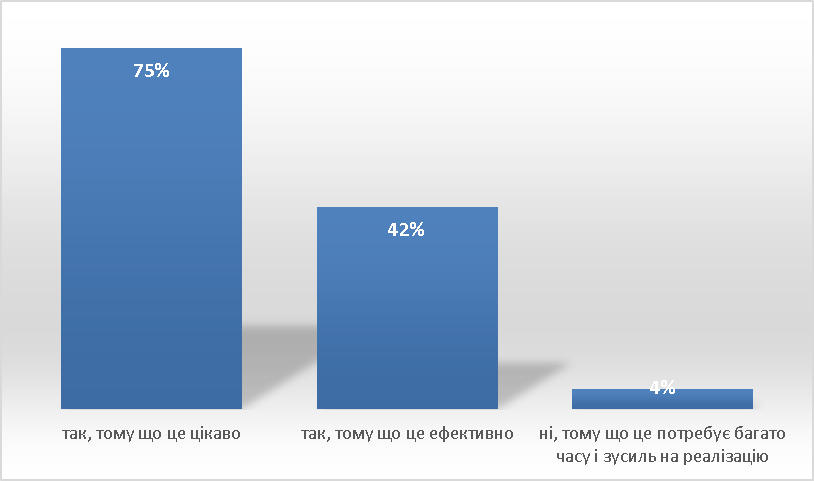 75%
42%
4%
так, тому що це цікаво
так, тому що це ефективно
ні, тому що це потребує багато
часу і зусиль на реалізацію